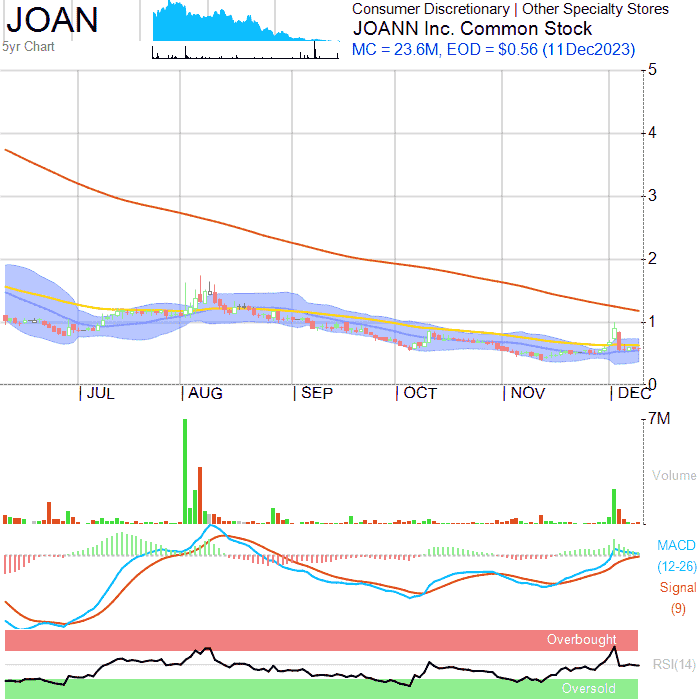 JOAN
5yr Chart
Consumer Discretionary | Other Specialty Stores
JOANN Inc. Common Stock
MC = 23.6M, EOD = $0.56 (11Dec2023)
5
4
3
2
1
0
JUL
AUG
SEP
OCT
NOV
DEC
7M
Volume
MACD
(12-26)
Signal
(9)
Overbought
RSI(14)
Oversold